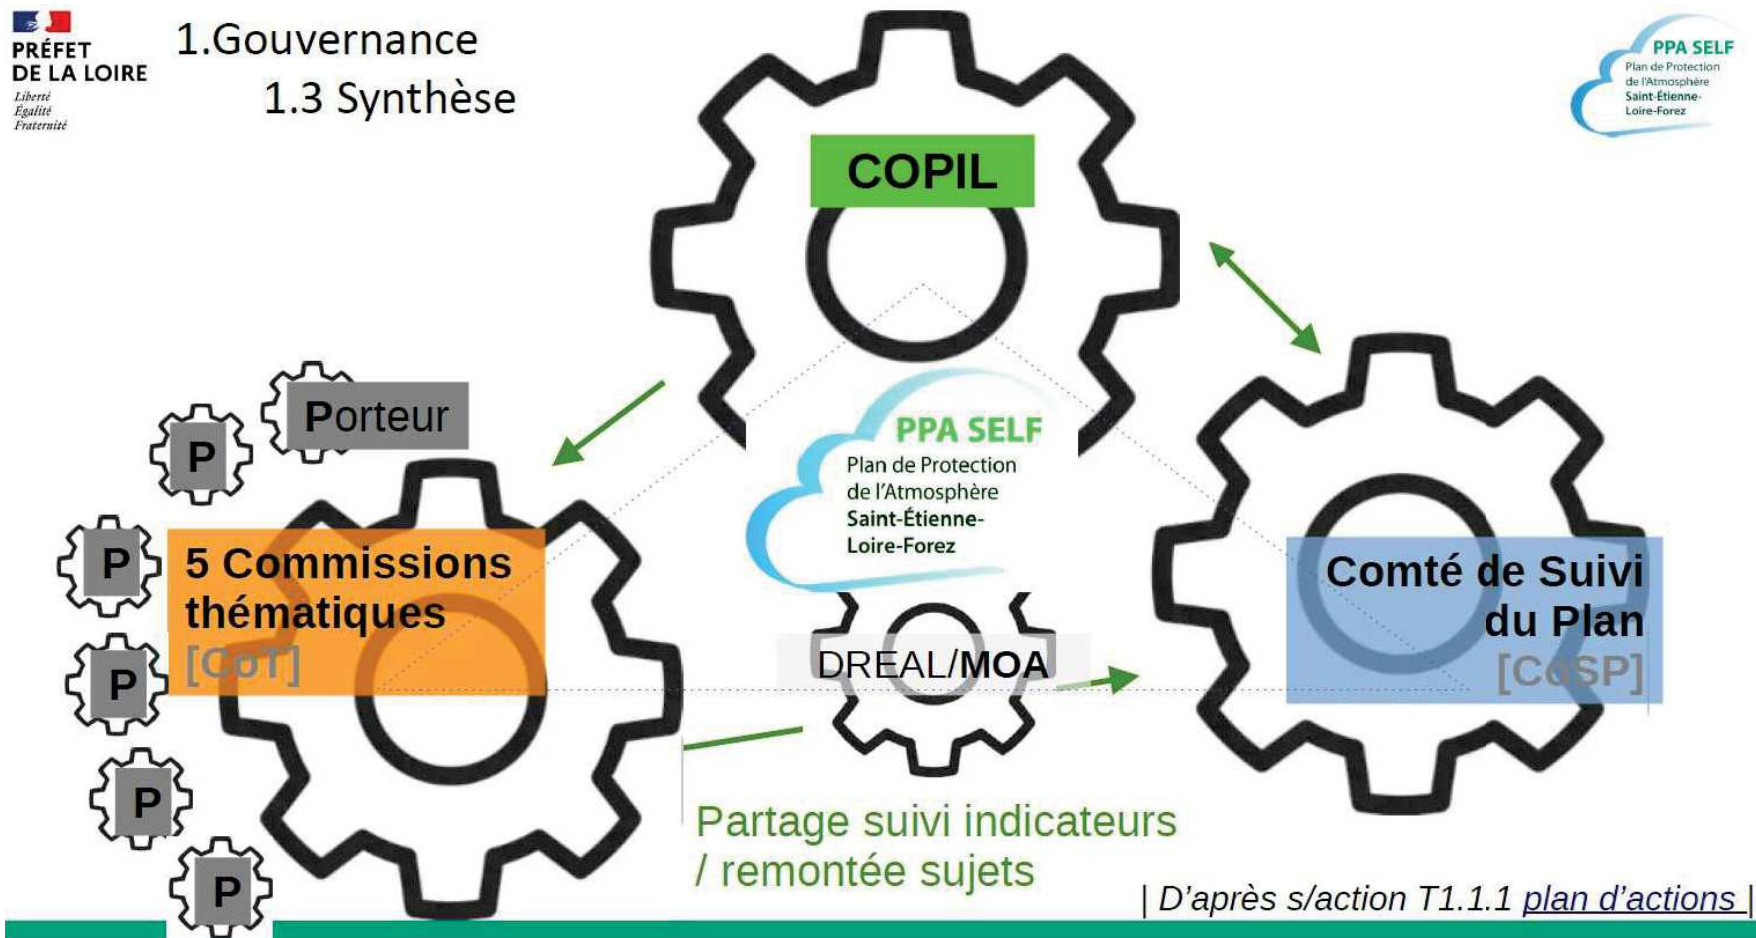 PRÉFET
DE LA LOIRE
Liberté
Égalité
Fraternité
1.Gouvernance
1.3 Synthèse
PPA SELF
Plan de Protection
de l'Atmosphère
Saint-Étienne-
Loire-Forez
COPIL
Porteur
P
P
P
P
P
5 Commissions
thématiques
[CoT]
PPA SELF
Plan de Protection
de l'Atmosphère
Saint-Étienne-
Loire-Forez
DREAL/MOA
Comté de Suivi
du Plan
[CoSP]
Partage suivi indicateurs
/ remontée sujets
| D'après s/action T1.1.1 plan d'actions |